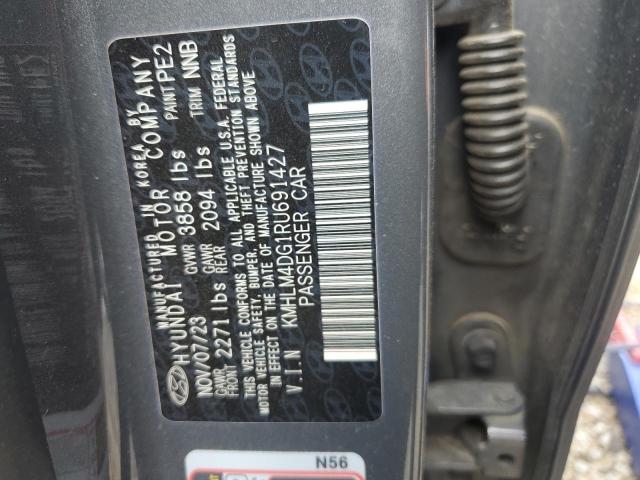 MANUFACTURED IN KOREA BY
HYUNDAI MOTOR COMPANY
NOV/07/23 GVWR 3858 lbs PAINT PE2
GAWR FRONT 2271lbs GAWR REAR 2094 lbs TRIM NNB
THIS VEHICLE CONFORMS TO ALL APPLICABLE U.S.A. FEDERAL
MOTOR VEHICLE SAFETY, BUMPER, AND THEFT PREVENTION STANDARDS
IN EFFECT ON THE DATE OF MANUFACTURE SHOWN ABOVE
V.I.N KMHLM4DG1RU691427
PASSENGER CAR
N56